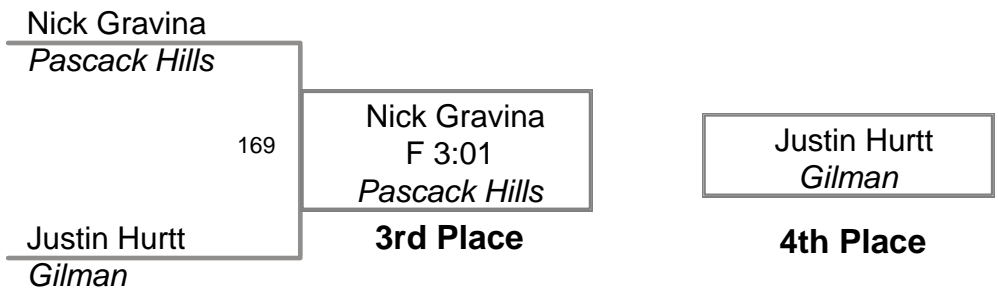 Nick Gravina
Pascack Hills
169
Justin Hurtt
Gilman
Nick Gravina
F 3:01
Pascack Hills
3rd Place
Justin Hurtt
Gilman
4th Place